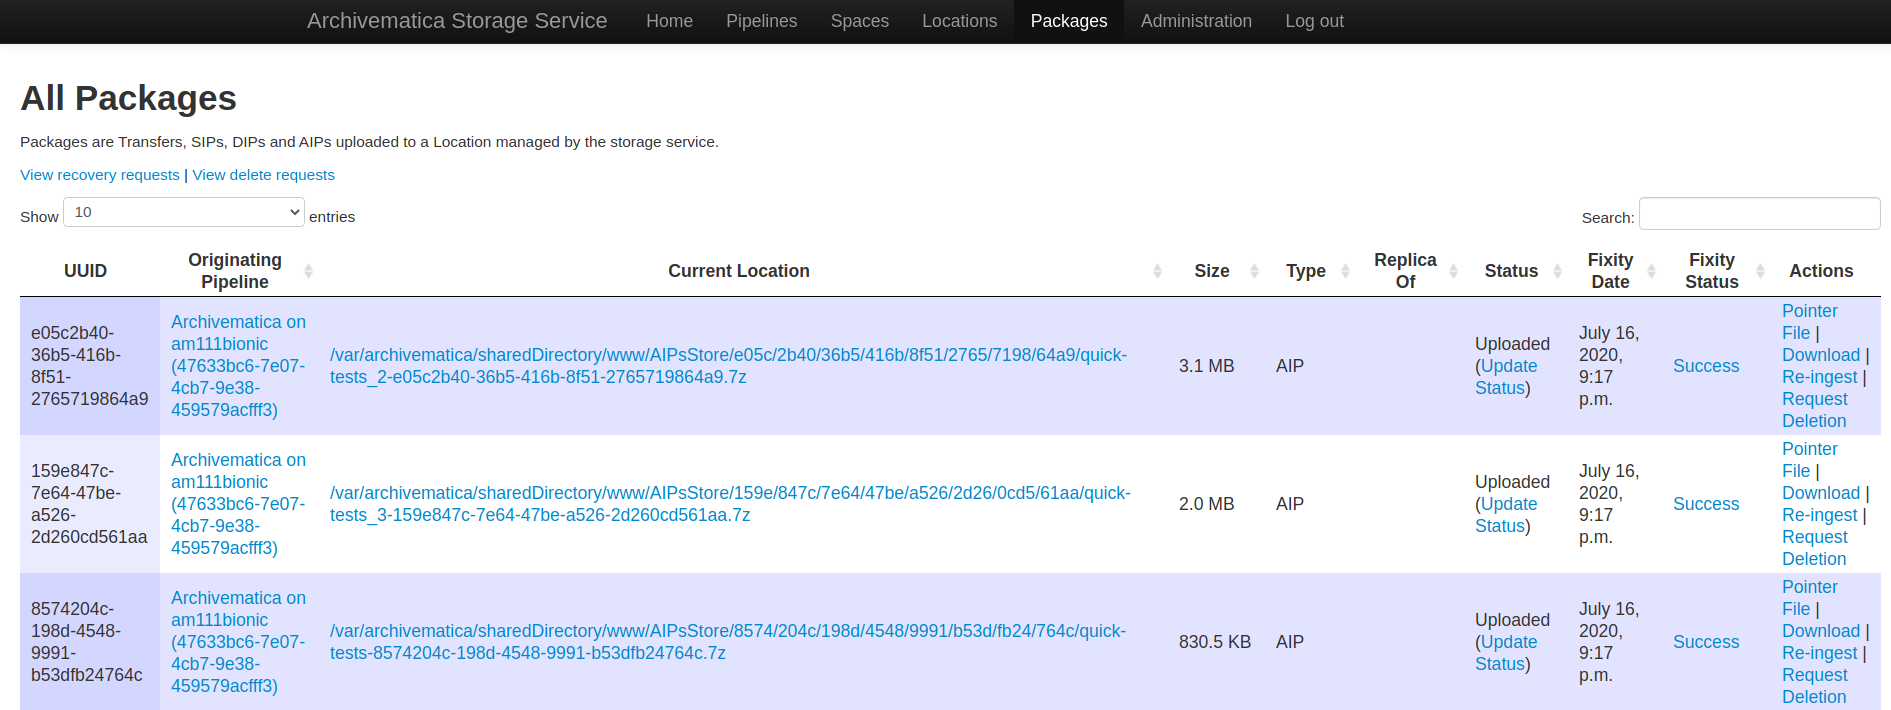 Archivematica Storage Service Home Pipelines Spaces Locations Packages Administration Log out
All Packages
Packages are Transfers, SIPs, DIPs and AIPs uploaded to a Location managed by the storage service.
View recovery requests | View delete requests
Show 10 entries
Search:
UUID
Originating
Pipeline
Current Location
Size
Type
Replica
Of
Status
Fixity
Date
Fixity
Status
Actions
e05c2b40-
36b5-416b-
8f51-
2765719864a9
Archivematica on
am111bionic
(47633bc6-7e07-
4cb7-9e38-
459579acfff3)
/var/archivematica/sharedDirectory/www/AIPsStore/e05c/2b40/36b5/416b/8f51/2765/7198/64a9/quick-
tests_2-e05c2b40-36b5-416b-8f51-2765719864a9.7z
3.1 MB
AIP
Uploaded
(Update
Status)
July 16,
2020,
9:17
p.m.
Success
Pointer
File |
Download |
Re-ingest |
Request
Deletion
159e847c-
7e64-47be-
a526-
2d260cd561aa
Archivematica on
am111bionic
(47633bc6-7e07-
4cb7-9e38-
459579acfff3)
/var/archivematica/sharedDirectory/www/AIPsStore/159e/847c/7e64/47be/a526/2d26/0cd5/61aa/quick-
tests_3-159e847c-7e64-47be-a526-2d260cd561aa.7z
2.0 MB
AIP
Uploaded
(Update
Status)
July 16,
2020,
9:17
p.m.
Success
Pointer
File |
Download |
Re-ingest |
Request
Deletion
8574204c-
198d-4548-
9991-
b53dfb24764c
Archivematica on
am111bionic
(47633bc6-7e07-
4cb7-9e38-
459579acfff3)
/var/archivematica/sharedDirectory/www/AIPsStore/8574/204c/198d/4548/9991/b53d/fb24/764c/quick-
tests-8574204c-198d-4548-9991-b53dfb24764c.7z
830.5 KB
AIP
Uploaded
(Update
Status)
July 16,
2020,
9:17
p.m.
Success
Pointer
File |
Download |
Re-ingest |
Request
Deletion